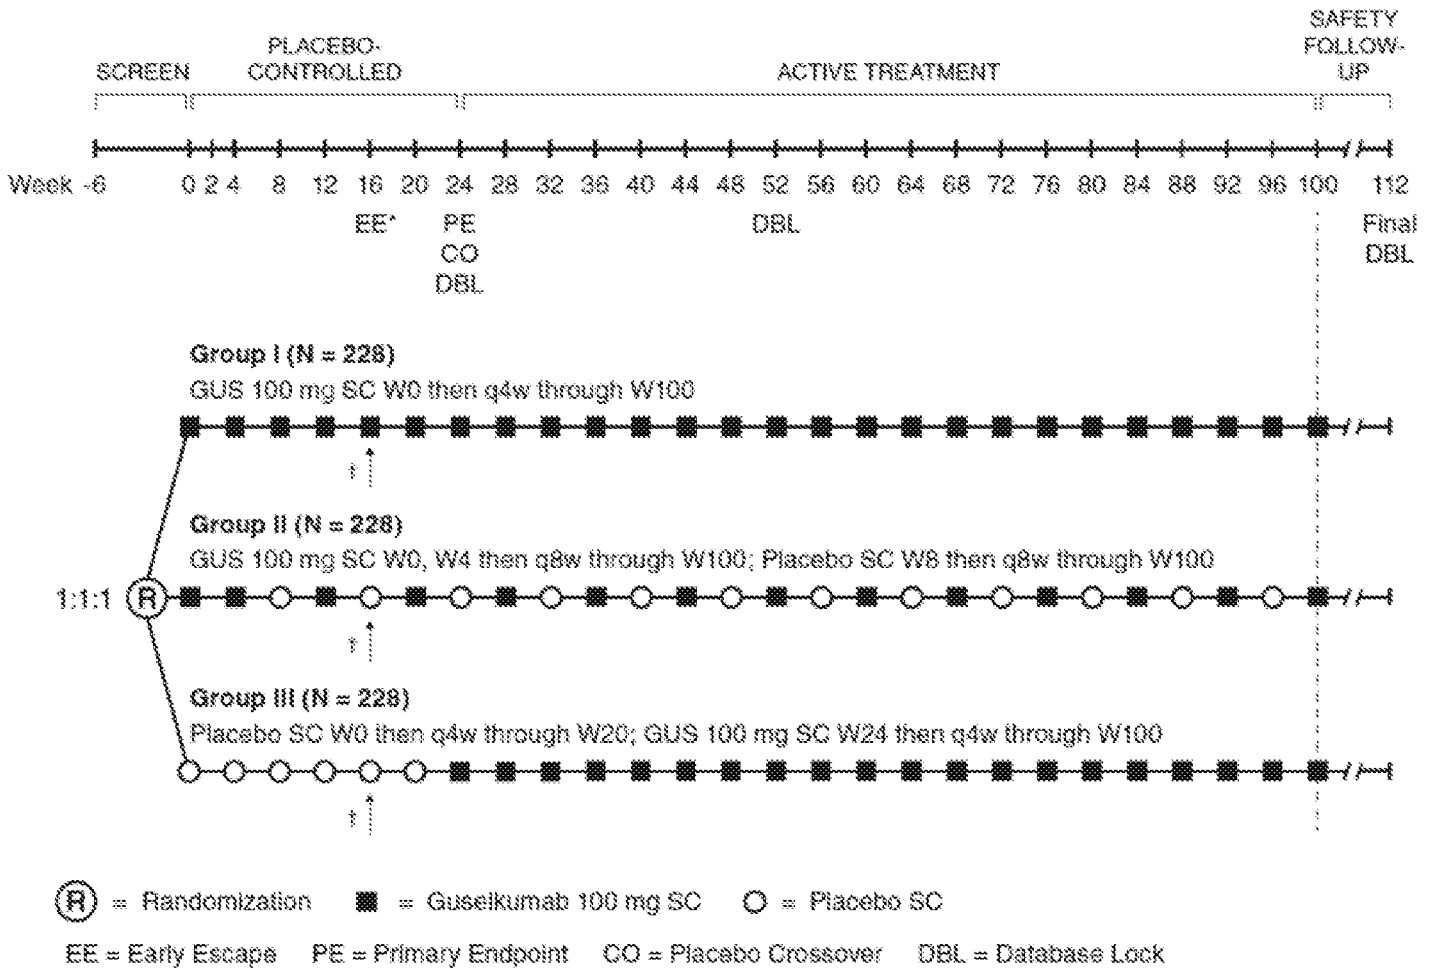 SAFETY
PLACEBO- FOLLOW-
SCREEN CONTROLLED ACTIVE TREATMENT UP
Week -6 0 2 4 8 12 16 20 24 28 32 36 40 44 48 52 56 60 64 68 72 76 80 84 88 92 96 100 112
EE* PE DBL Final
CO DBL
DBL
Group I (N = 228)
GUS 100 mg SC W0 then q4w through W100
†
Group II (N = 228)
GUS 100 mg SC W0, W4 then q8w through W100; Placebo SC W8 then q8w through W100
1:1:1 R
†
Group III (N = 228)
Placebo SC W0 then q4w through W20; GUS 100 mg SC W24 then q4w through W100
†
R = Randomization ■ = Guselkumab 100 mg SC ○ = Placebo SC
EE = Early Escape PE = Primary Endpoint CO = Placebo Crossover DBL = Database Lock